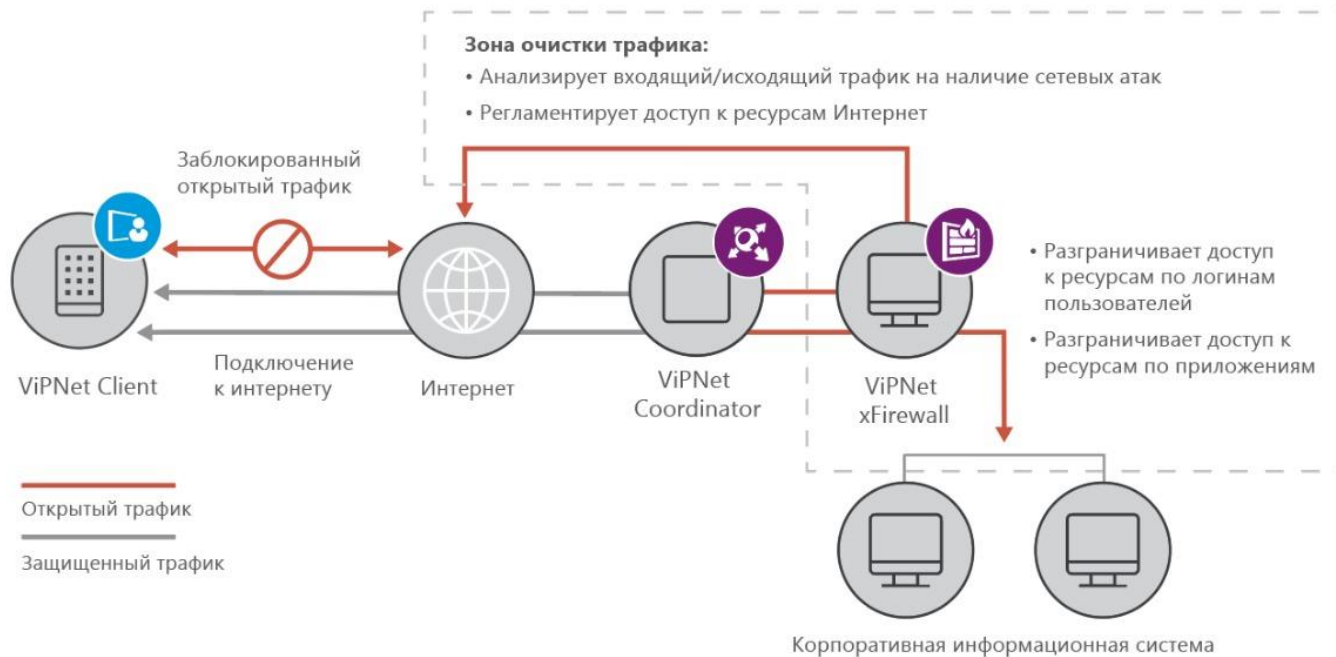 Зона очистки трафика:
• Анализирует входящий/исходящий трафик на наличие сетевых атак
• Регламентирует доступ к ресурсам Интернет
Заблокированный
открытый трафик
ViPNet Client
Подключение
к интернету
Интернет
ViPNet
Coordinator
ViPNet
xFirewall
• Разграничивает доступ
к ресурсам по логинам
пользователей
• Разграничивает доступ к
ресурсам по приложениям
Открытый трафик
Защищенный трафик
Корпоративная информационная система